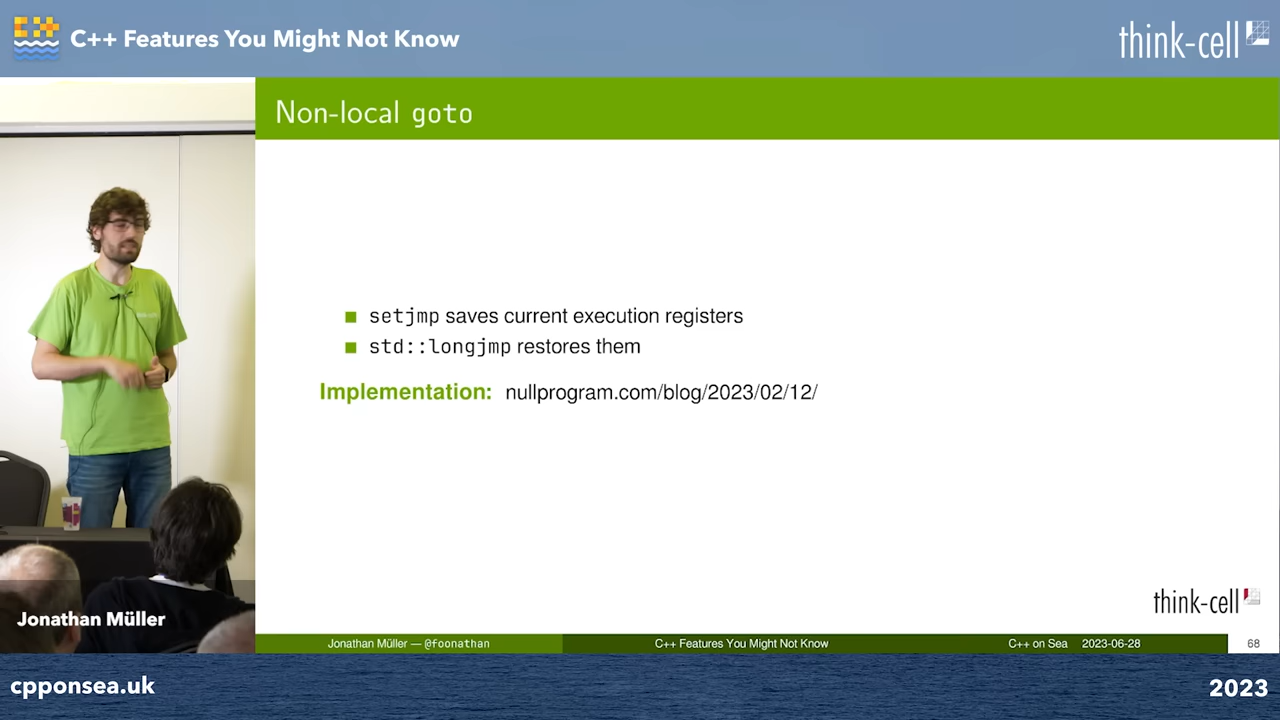 C++ Features You Might Not Know
think-cell
Non-local goto
setjmp saves current execution registers
std::longjmp restores them
Implementation: nullprogram.com/blog/2023/02/12/
think-cell
Jonathan Müller
Jonathan Müller — @foonathan C++ Features You Might Not Know C++ on Sea 2023-06-28 68
cpponsea.uk
2023